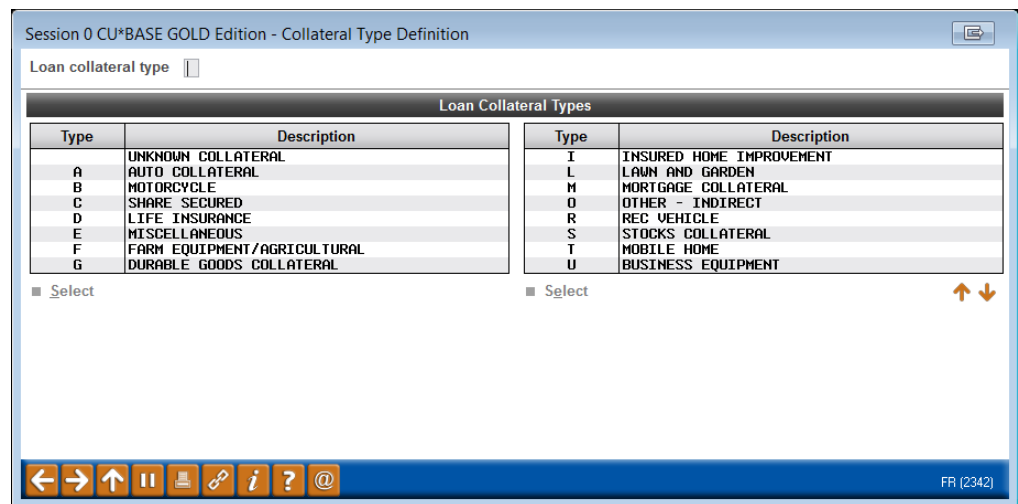 Session 0 CU*BASE GOLD Edition - Collateral Type Definition
Loan collateral type
Loan Collateral Types
Type Description
UNKNOWN COLLATERAL
A AUTO COLLATERAL
B MOTORCYCLE
C SHARE SECURED
D LIFE INSURANCE
E MISCELLANEOUS
F FARM EQUIPMENT/AGRICULTURAL
G DURABLE GOODS COLLATERAL
Select
Type Description
I INSURED HOME IMPROVEMENT
L LAWN AND GARDEN
M MORTGAGE COLLATERAL
O OTHER - INDIRECT
R REC VEHICLE
S STOCKS COLLATERAL
T MOBILE HOME
U BUSINESS EQUIPMENT
Select
i ? @
FR (2342)